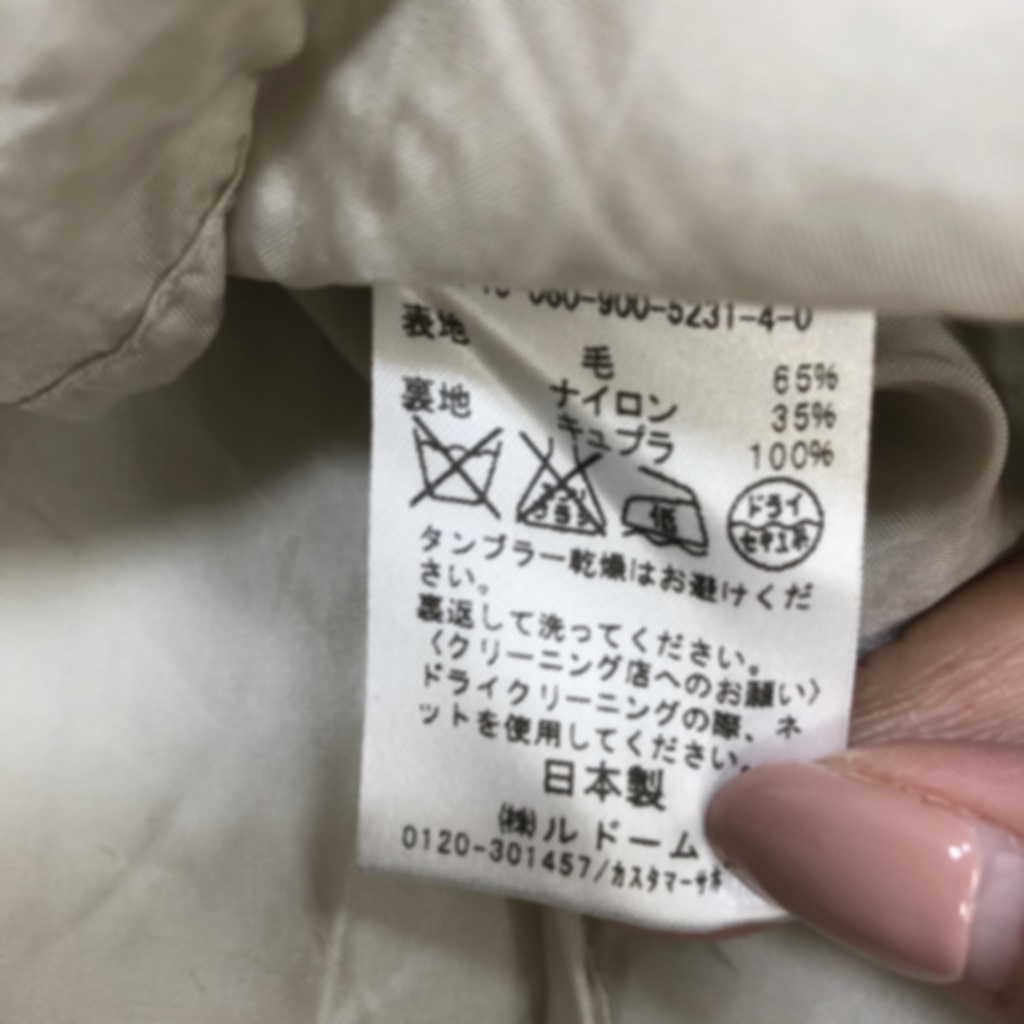 060-900-5231-4-0
表地
毛 65%
ナイロン 35%
裏地
キュプラ 100%
低
ドライ
セキユ系
タンブラー乾燥はお避けくだ
さい。
裏返して洗ってください。
〈クリーニング店へのお願い〉
ドライクリーニングの際、ネ
ットを使用してください。
日本製
㈱ルドーム
0120-301457/カスタマーサポ